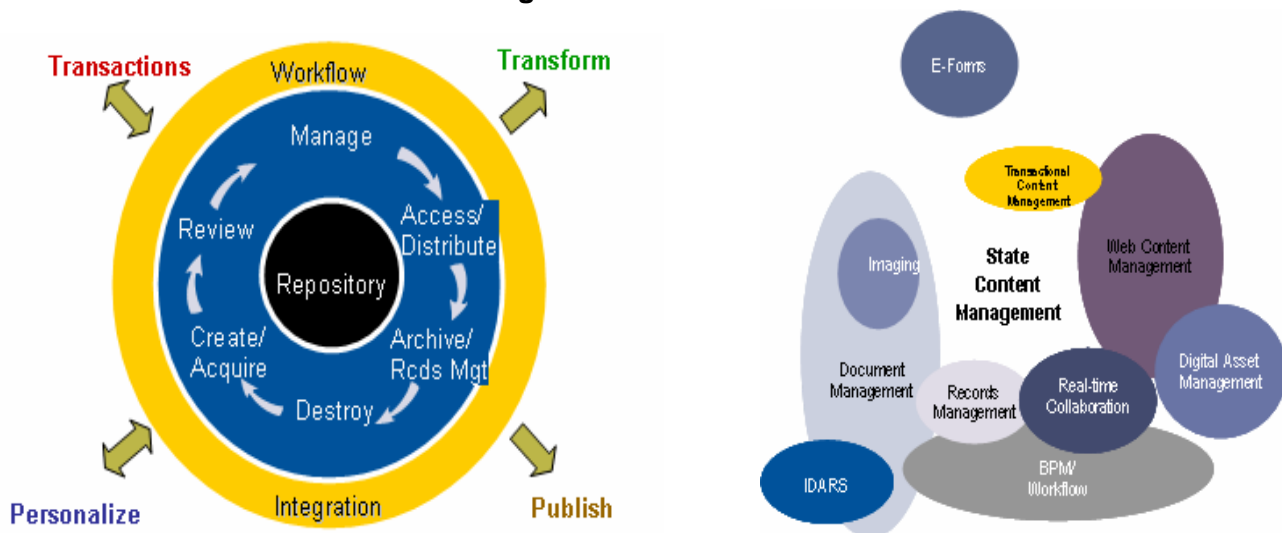 Transactions
Workflow
Transform
Manage
Access/
Distribute
Review
Repository
Create/
Acquire
Archive/
Rcds Mgt
Destroy
Personalize
Integration
Publish
E-Forms
Transactional
Content
Management
Imaging
State
Content
Management
Web Content
Management
Document
Management
Records
Management
Real-time
Collaboration
Digital Asset
Management
IDARS
BPM/
Workflow